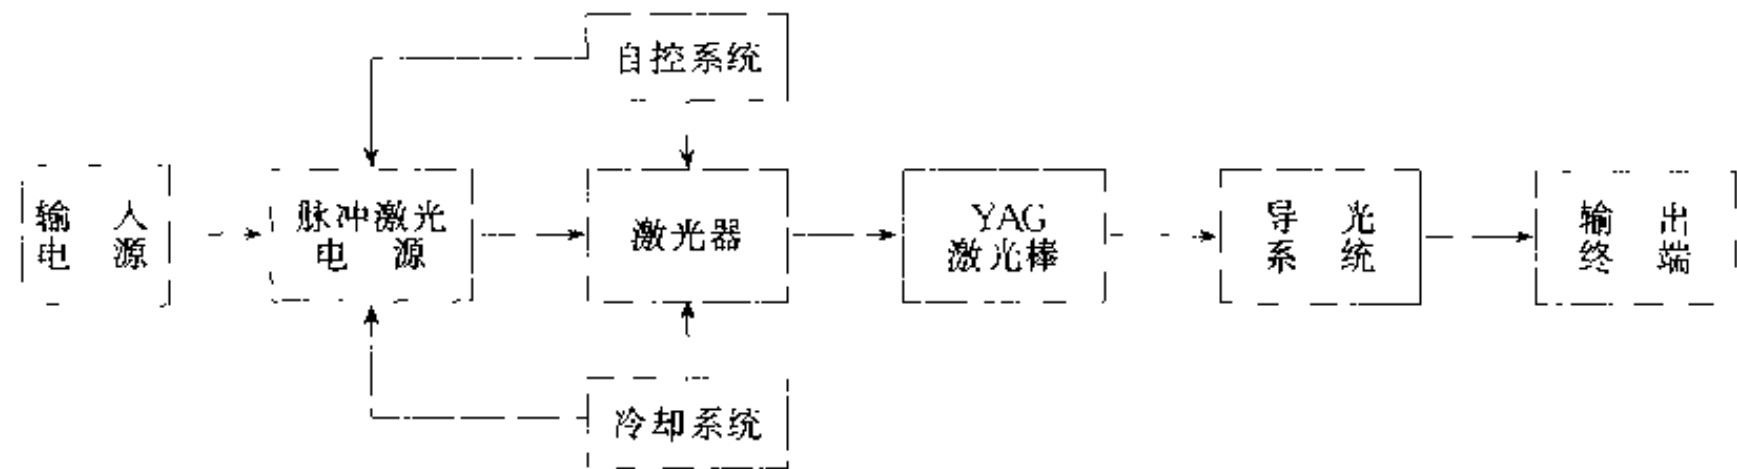 自控系统
输入
电源
脉冲激光
电源
激光器
YAG
激光棒
导光
系统
输出
终端
冷却系统